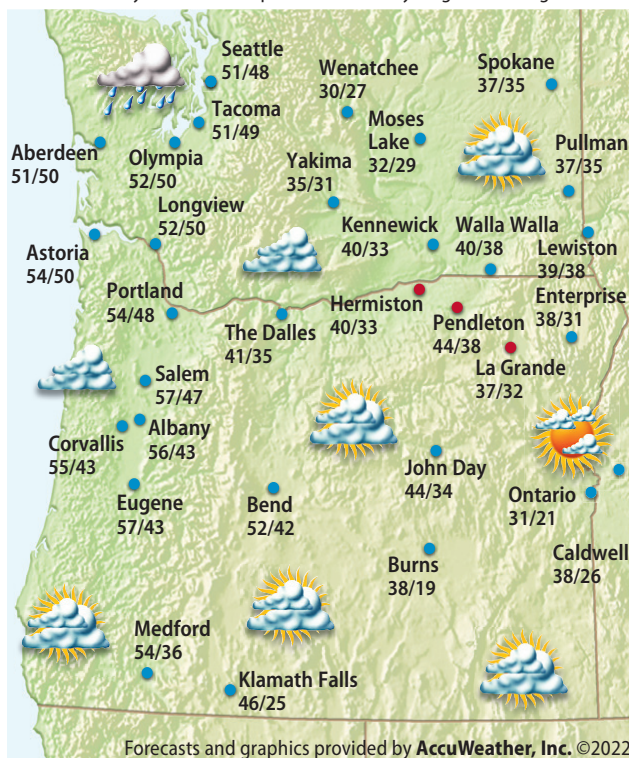 Seattle
51/48
Wenatchee
30/27
Spokane
37/35
Tacoma
51/49
Moses
Lake
32/29
Pullman
37/35
Aberdeen
51/50
Olympia
52/50
Yakima
35/31
Longview
52/50
Kennewick
40/33
Walla Walla
40/38
Lewiston
39/38
Astoria
54/50
Portland
54/48
The Dalles
41/35
Hermiston
40/33
Pendleton
44/38
Enterprise
38/31
La Grande
37/32
Salem
57/47
Albany
56/43
Corvallis
55/43
Eugene
57/43
Bend
52/42
John Day
44/34
Ontario
31/21
Burns
38/19
Caldwell
38/26
Medford
54/36
Klamath Falls
46/25
Forecasts and graphics provided by AccuWeather, Inc. ©2022